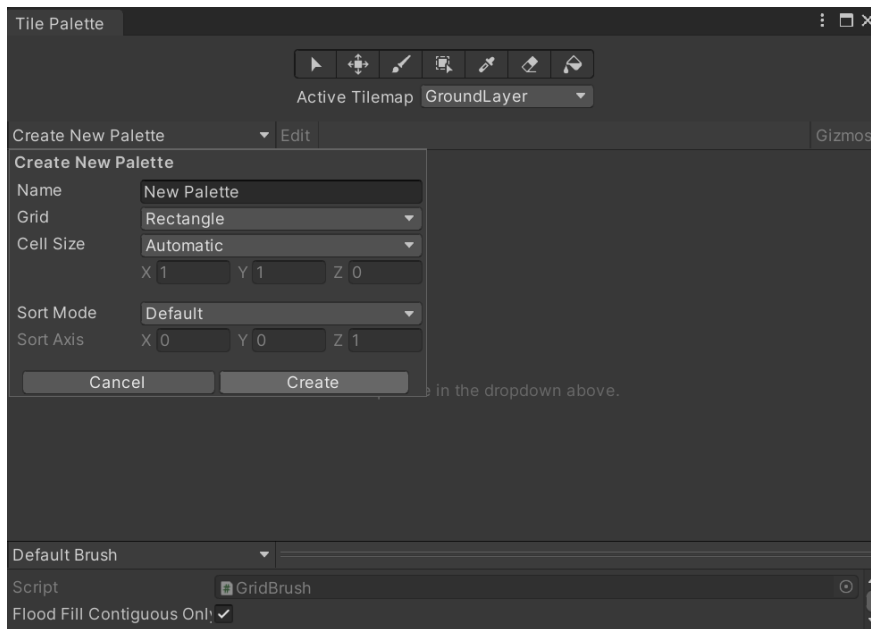 Tile Palette
Active Tilemap GroundLayer
Create New Palette Edit Gizmos
Create New Palette
Name New Palette
Grid Rectangle
Cell Size Automatic
X 1 Y 1 Z 0
Sort Mode Default
Sort Axis X 0 Y 0 Z 1
Cancel Create
in the dropdown above.
Default Brush
Script # GridBrush
Flood Fill Contiguous Onl